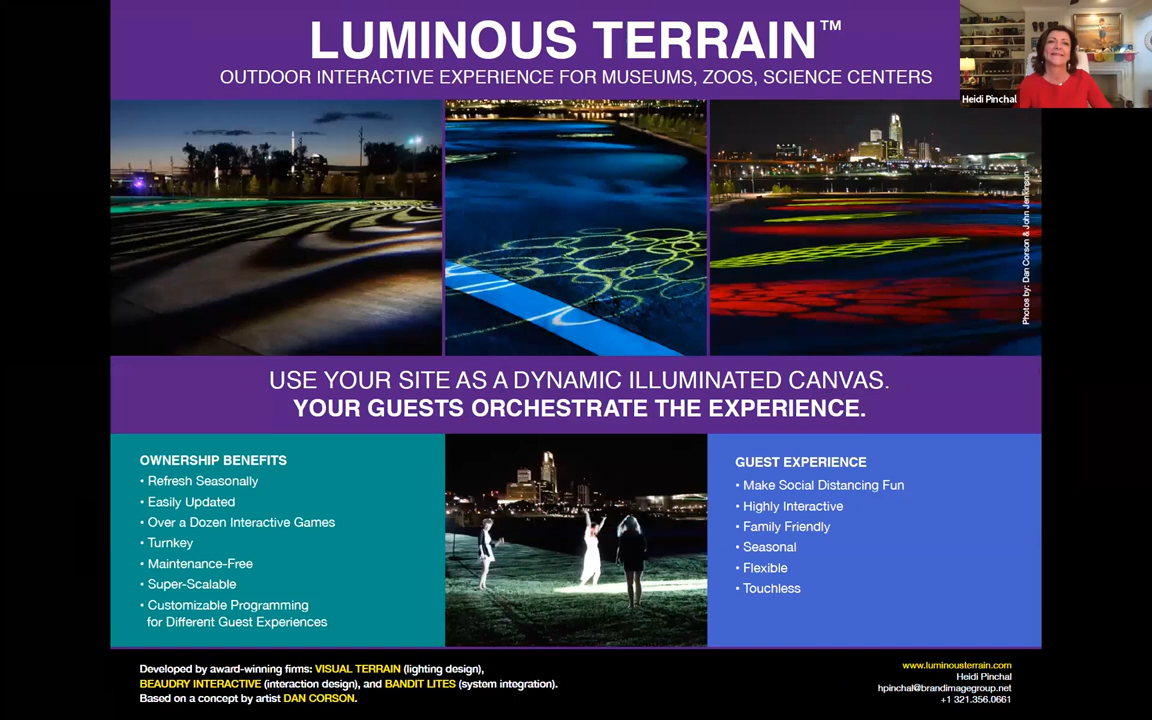 LUMINOUS TERRAIN™
OUTDOOR INTERACTIVE EXPERIENCE FOR MUSEUMS, ZOOS, SCIENCE CENTERS
Heidi Pinchal
Photos by: Dan Corson & John Jenkinson
USE YOUR SITE AS A DYNAMIC ILLUMINATED CANVAS.
YOUR GUESTS ORCHESTRATE THE EXPERIENCE.
OWNERSHIP BENEFITS
• Refresh Seasonally
• Easily Updated
• Over a Dozen Interactive Games
• Turnkey
• Maintenance-Free
• Super-Scalable
• Customizable Programming
for Different Guest Experiences
GUEST EXPERIENCE
• Make Social Distancing Fun
• Highly Interactive
• Family Friendly
• Seasonal
• Flexible
• Touchless
Developed by award-winning firms: VISUAL TERRAIN (lighting design),
BEAUDRY INTERACTIVE (interaction design), and BANDIT LITES (system integration).
Based on a concept by artist DAN CORSON.
www.luminousterrain.com
Heidi Pinchal
hpinchal@brandimagegroup.net
+1 321.356.0661